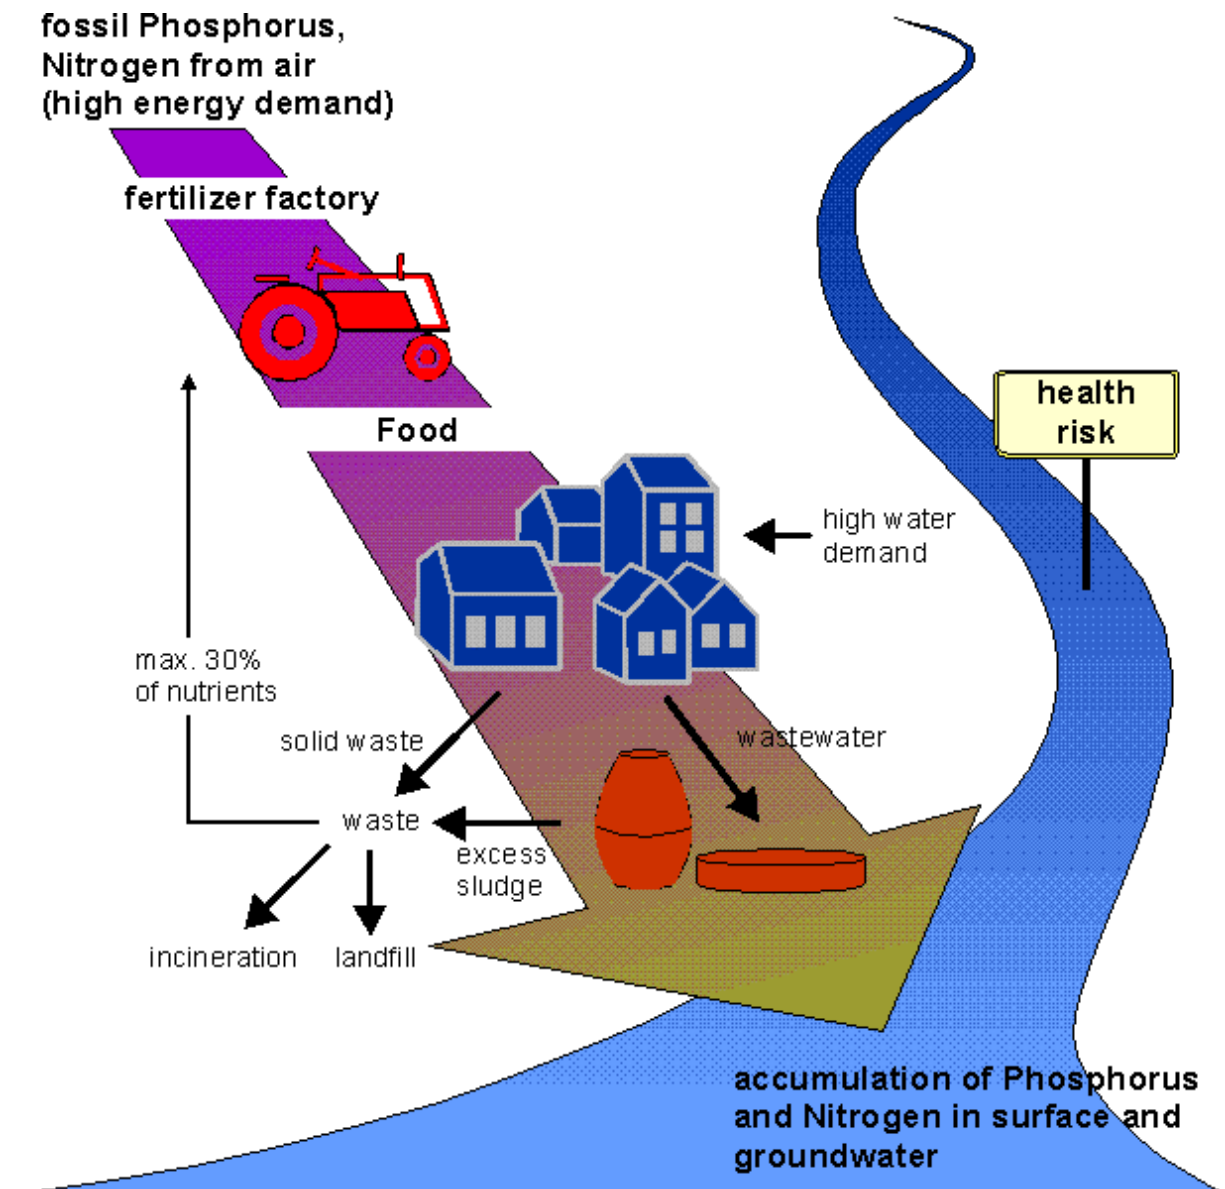 fossil Phosphorus,
Nitrogen from air
(high energy demand)
fertilizer factory
Food
health
risk
high water
demand
max. 30%
of nutrients
solid waste
wastewater
waste
excess
sludge
incineration
landfill
accumulation of Phosphorus
and Nitrogen in surface and
groundwater